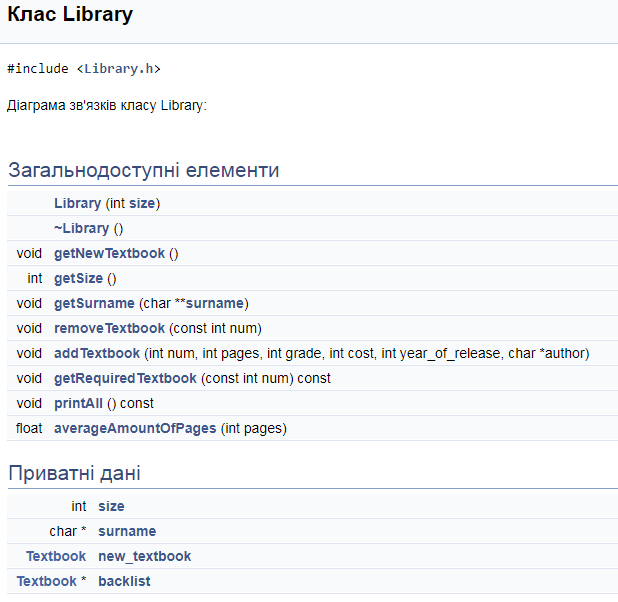 Клас Library
#include <Library.h>
Діаграма зв'язків класу Library:
Загальнодоступні елементи
Library (int size)
~Library ()
void getNewTextbook ()
int getSize ()
void getSurname (char **surname)
void removeTextbook (const int num)
void addTextbook (int num, int pages, int grade, int cost, int year_of_release, char *author)
void getRequiredTextbook (const int num) const
void printAll () const
float averageAmountOfPages (int pages)
Приватні дані
int size
char * surname
Textbook new_textbook
Textbook * backlist